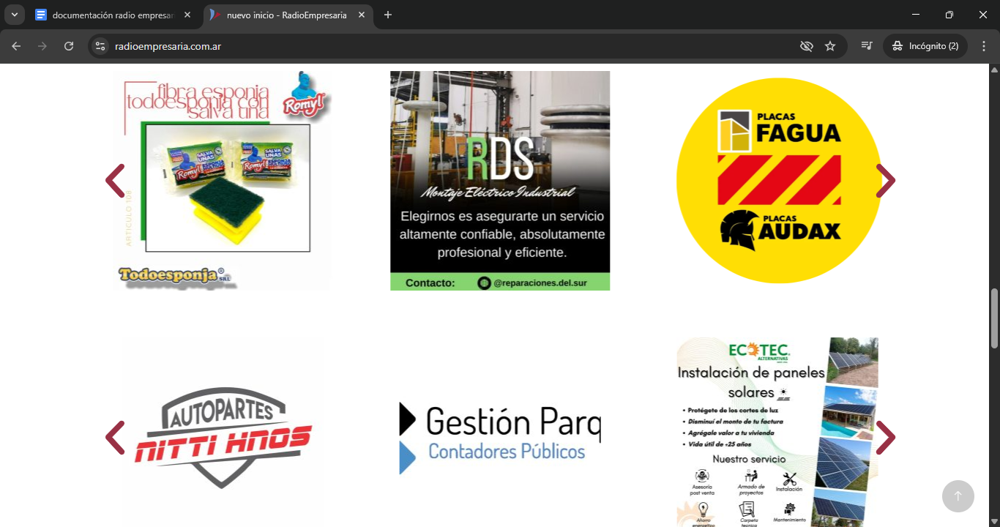 documentación radio empresar
nuevo inicio - RadioEmpresaria
radioempresaria.com.ar
Incógnito (2)
fibra esponja
todoesponja con
salva uña
Romy!
SALVA UÑAS
Romy!
SALVA UÑAS
Romy!
ARTICULO 108
Todoesponja® SRL
RDS
Montaje Eléctrico Industrial
Elegirnos es asegurarte un servicio
altamente confiable, absolutamente
profesional y eficiente.
Contacto: @reparaciones.del.sur
PLACAS
FAGUA
PLACAS
AUDAX
AUTOPARTES
NITTI HNOS
Gestión Parq
Contadores Públicos
ECOTEC
ALTERNATIVAS
Instalación de paneles
solares
• Protégete de los cortes de luz
• Disminuí el monto de tu factura
• Agrégale valor a tu vivienda
• Vida útil de +25 años
Nuestro servicio
Asesoría
post venta
Armado de
proyectos
Instalación
Ahorro
energetico
Carpeta
tecnica
Mantenimiento